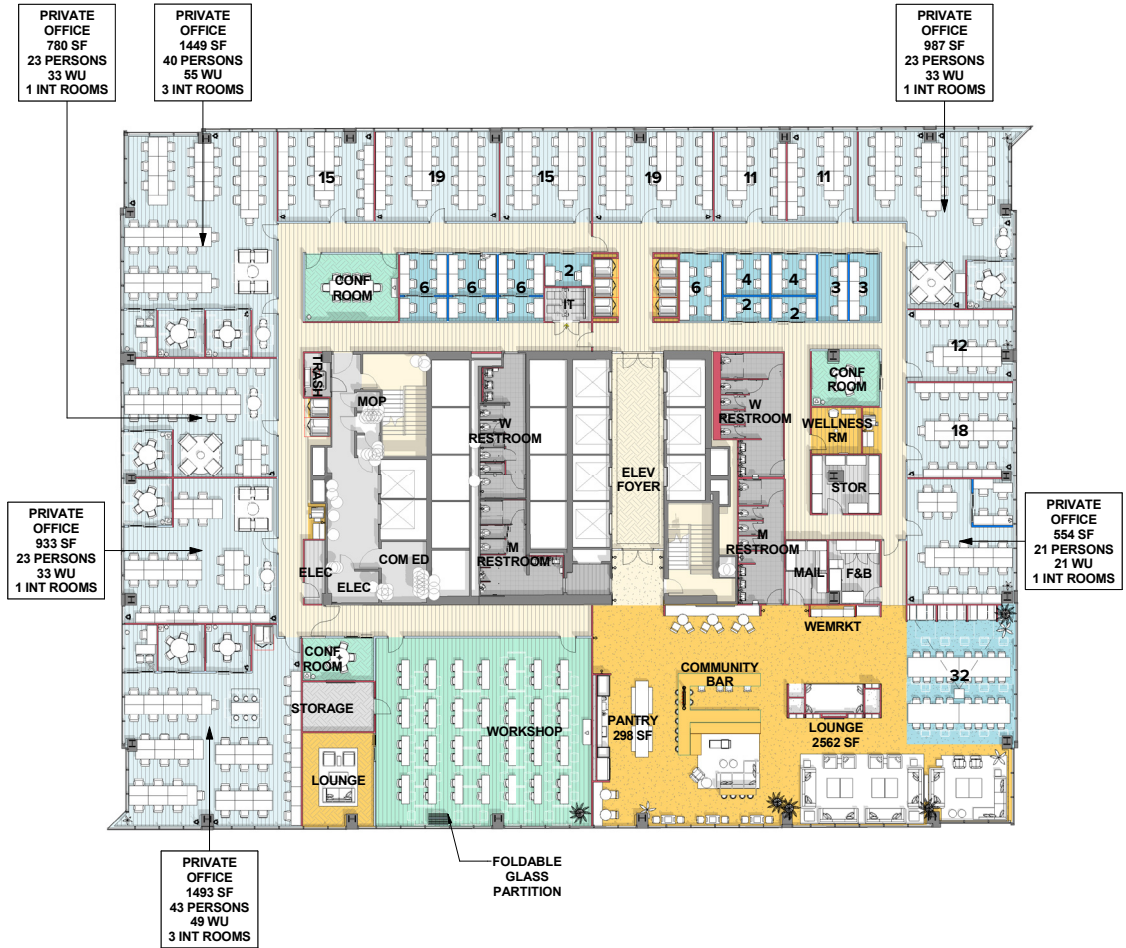 PRIVATE
OFFICE
780 SF
23 PERSONS
33 WU
1 INT ROOMS
PRIVATE
OFFICE
1449 SF
40 PERSONS
55 WU
3 INT ROOMS
PRIVATE
OFFICE
987 SF
23 PERSONS
33 WU
1 INT ROOMS
15
19
15
19
11
11
CONF
ROOM
6
6
6
2
IT
6
4
4
2
2
3
3
12
TRASH
MOP
W
RESTROOM
ELEV
FOYER
W
RESTROOM
CONF
ROOM
WELLNESS
RM
18
STOR
PRIVATE
OFFICE
933 SF
23 PERSONS
33 WU
1 INT ROOMS
PRIVATE
OFFICE
554 SF
21 PERSONS
21 WU
1 INT ROOMS
ELEC
ELEC
COM ED
M
RESTROOM
M
RESTROOM
MAIL
F&B
WEMRKT
CONF
ROOM
STORAGE
LOUNGE
WORKSHOP
PANTRY
298 SF
COMMUNITY
BAR
LOUNGE
2562 SF
32
PRIVATE
OFFICE
1493 SF
43 PERSONS
49 WU
3 INT ROOMS
FOLDABLE
GLASS
PARTITION